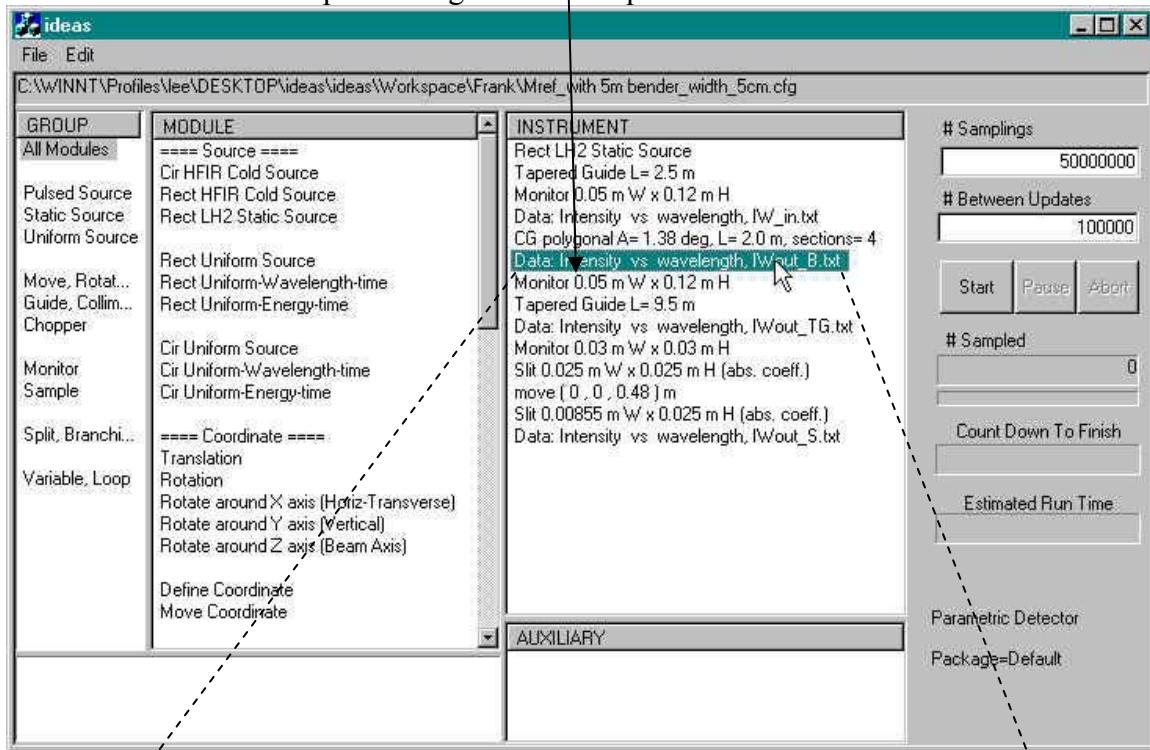 ideas
File Edit
C:\WINNT\Profiles\lee\DESKTOP\ideas\ideas\Workspace\Frank\Mref_with 5m bender_width_5cm.cfg
GROUP
All Modules
Pulsed Source
Static Source
Uniform Source
Move, Rotat...
Guide, Collim...
Chopper
Monitor
Sample
Split, Branchi...
Variable, Loop
MODULE
==== Source ====
Cir HFIR Cold Source
Rect HFIR Cold Source
Rect LH2 Static Source
Rect Uniform Source
Rect Uniform-Wavelength-time
Rect Uniform-Energy-time
Cir Uniform Source
Cir Uniform-Wavelength-time
Cir Uniform-Energy-time
==== Coordinate ====
Translation
Rotation
Rotate around X axis (Horiz-Transverse)
Rotate around Y axis (Vertical)
Rotate around Z axis (Beam Axis)
Define Coordinate
Move Coordinate
INSTRUMENT
Rect LH2 Static Source
Tapered Guide L= 2.5 m
Monitor 0.05 m W x 0.12 m H
Data: Intensity vs wavelength, IW_in.txt
CG polygonal A= 1.38 deg, L= 2.0 m, sections= 4
Data: Intensity vs wavelength, IWout_B.txt
Monitor 0.05 m W x 0.12 m H
Tapered Guide L= 9.5 m
Data: Intensity vs wavelength, IWout_TG.txt
Monitor 0.03 m W x 0.03 m H
Slit 0.025 m W x 0.025 m H (abs. coeff.)
move ( 0 , 0 , 0.48 ) m
Slit 0.00855 m W x 0.025 m H (abs. coeff.)
Data: Intensity vs wavelength, IWout_S.txt
AUXILIARY
# Samplings
50000000
# Between Updates
100000
Start Pause Abort
# Sampled
0
Count Down To Finish
Estimated Run Time
Parametric Detector
Package=Default